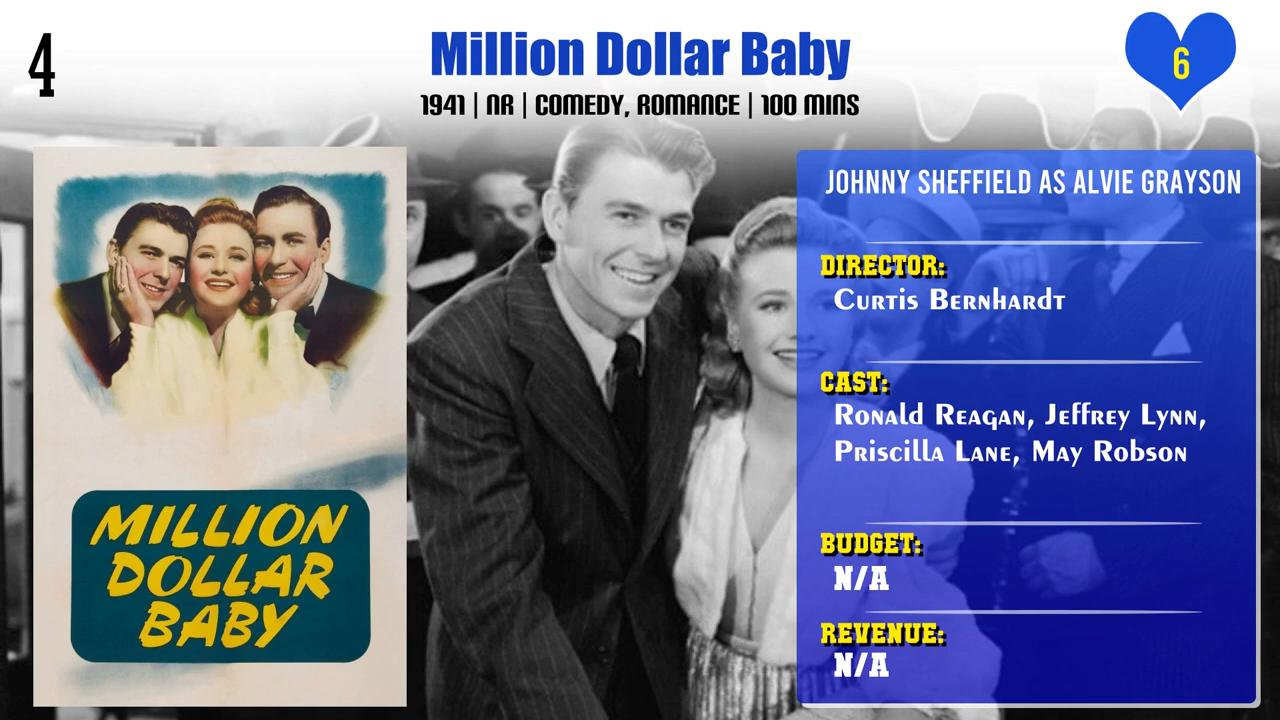 4
Million Dollar Baby
6
1941 | NR | COMEDY, ROMANCE | 100 MINS
MILLION
DOLLAR
BABY
JOHNNY SHEFFIELD AS ALVIE GRAYSON
DIRECTOR:
Curtis Bernhardt
CAST:
Ronald Reagan, Jeffrey Lynn,
Priscilla Lane, May Robson
BUDGET:
N/A
REVENUE:
N/A